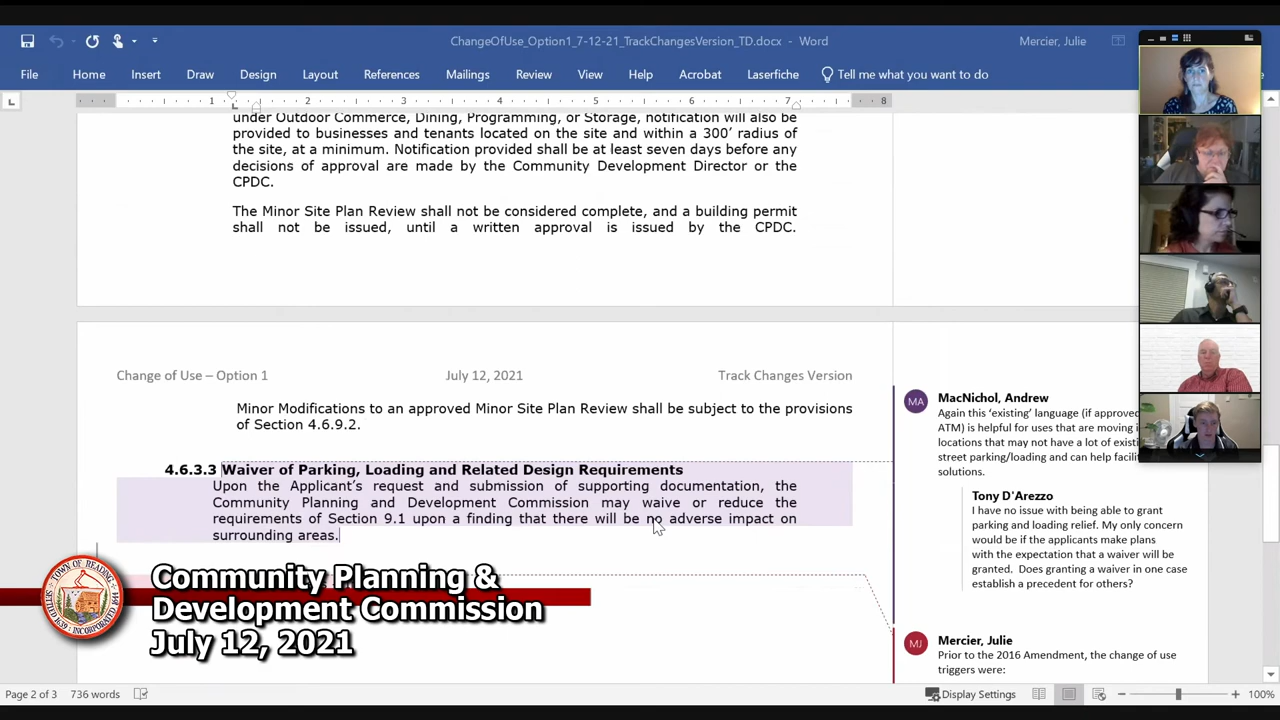 ChangeOfUse_Option1_7-12-21_TrackChangesVersion_TD.docx - Word
Mercier, Julie
File Home Insert Draw Design Layout References Mailings Review View Help Acrobat Laserfiche Tell me what you want to do
1 2 3 4 5 6 7 8
under Outdoor Commerce, Dining, Programming, or Storage, notification will also be
provided to businesses and tenants located on the site and within a 300' radius of
the site, at a minimum. Notification provided shall be at least seven days before any
decisions of approval are made by the Community Development Director or the
CPDC.
The Minor Site Plan Review shall not be considered complete, and a building permit
shall not be issued, until a written approval is issued by the CPDC.
Change of Use – Option 1 July 12, 2021 Track Changes Version
Minor Modifications to an approved Minor Site Plan Review shall be subject to the provisions
of Section 4.6.9.2.
4.6.3.3 Waiver of Parking, Loading and Related Design Requirements
Upon the Applicant's request and submission of supporting documentation, the
Community Planning and Development Commission may waive or reduce the
requirements of Section 9.1 upon a finding that there will be no adverse impact on
surrounding areas.
MA MacNichol, Andrew
Again this 'existing' language (if approved
ATM) is helpful for uses that are moving i
locations that may not have a lot of exist
street parking/loading and can help facili
solutions.
Tony D'Arezzo
I have no issue with being able to grant
parking and loading relief. My only concern
would be if the applicants make plans
with the expectation that a waiver will be
granted. Does granting a waiver in one case
establish a precedent for others?
MJ Mercier, Julie
Prior to the 2016 Amendment, the change of use
triggers were:
TOWN OF READING
Community Planning &
Development Commission
July 12, 2021
Page 2 of 3 736 words Display Settings 100%